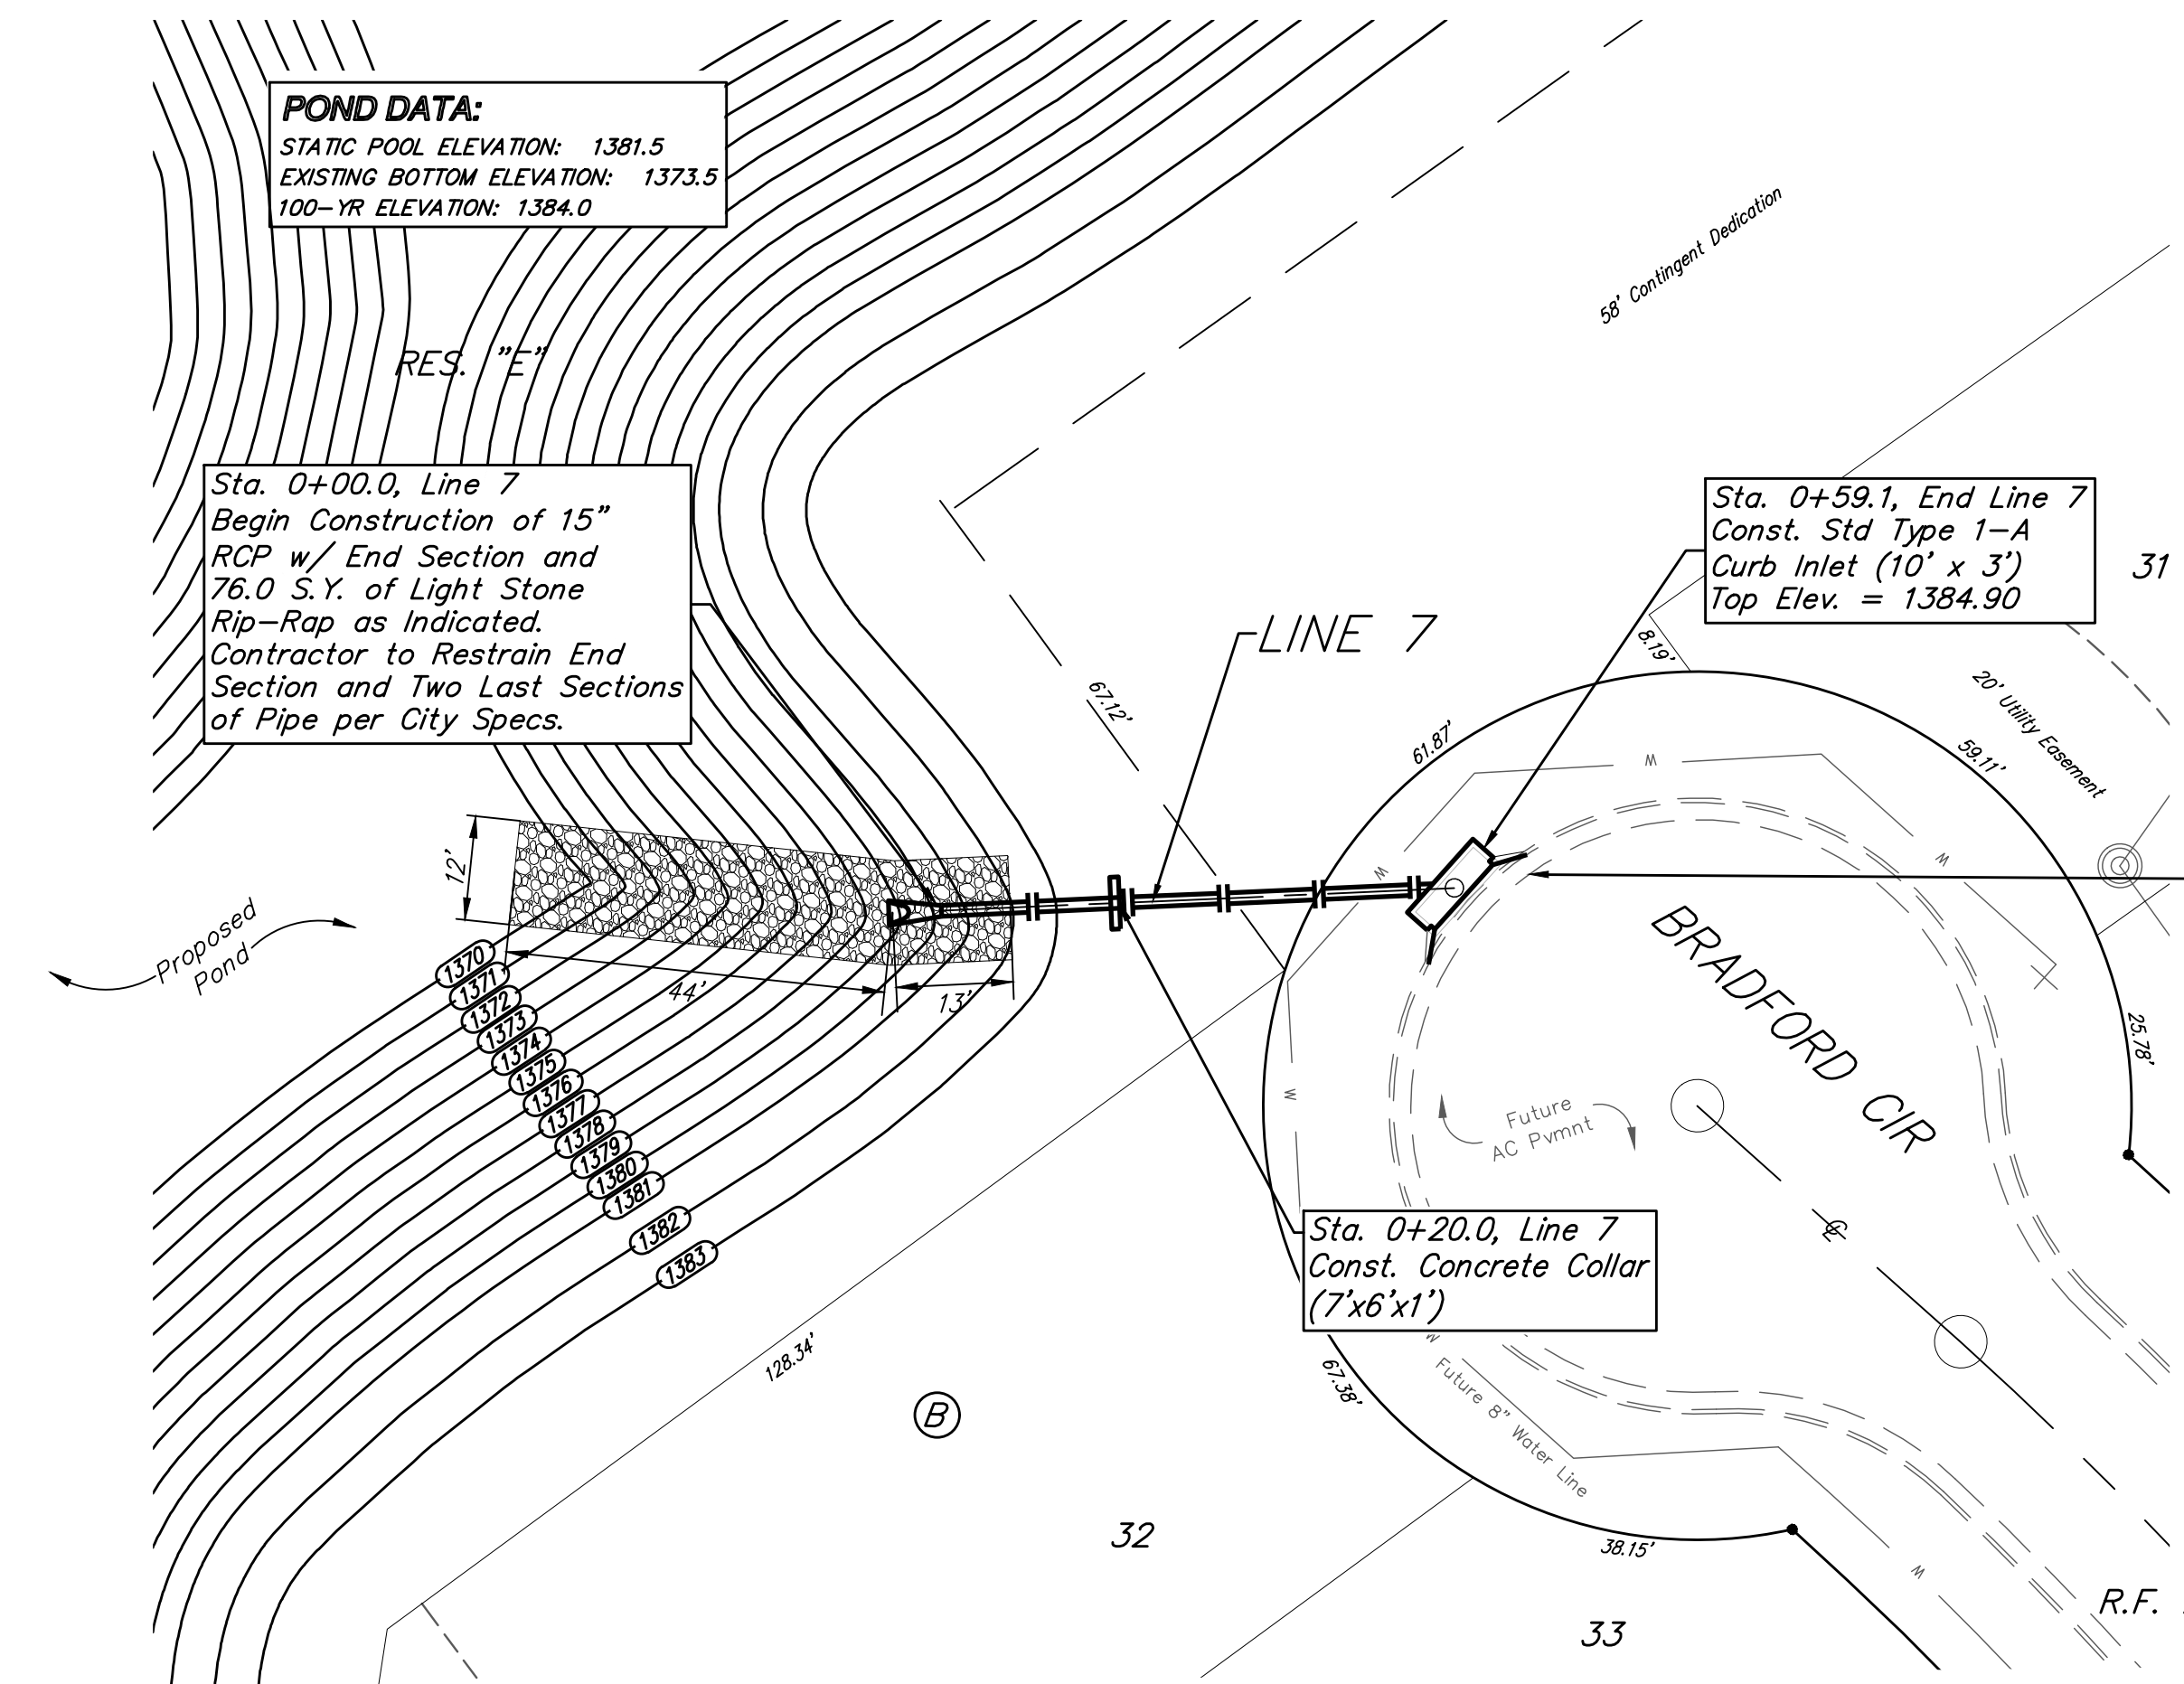 POND DATA:
STATIC POOL ELEVATION: 1381.5
EXISTING BOTTOM ELEVATION: 1373.5
100-YR ELEVATION: 1384.0
58' Contingent Dedication
RES. "E"
Sta. 0+00.0, Line 7
Begin Construction of 15"
RCP w/ End Section and
76.0 S.Y. of Light Stone
Rip-Rap as Indicated.
Contractor to Restrain End
Section and Two Last Sections
of Pipe per City Specs.
Sta. 0+59.1, End Line 7
Const. Std Type 1-A
Curb Inlet (10' x 3')
Top Elev. = 1384.90
31
LINE 7
8.19'
67.12'
61.87'
59.11'
20' Utility Easement
W
W
W
12'
Proposed
Pond
44'
13'
1370
1371
1372
1373
1374
1375
1376
1377
1378
1379
1380
1381
1382
1383
BRADFORD CIR
25.78'
W
Future
AC Pvmnt
℄
Sta. 0+20.0, Line 7
Const. Concrete Collar
(7'x6'x1')
128.34'
67.38'
W
Future 8" Water Line
B
32
38.15'
W
33
R.F.